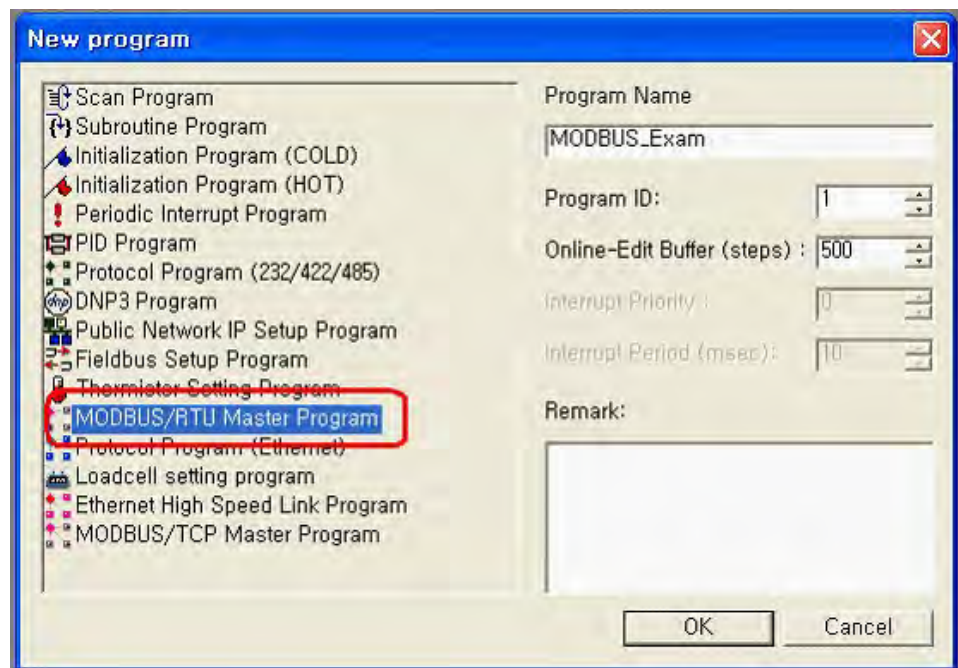 New program
Scan Program
Subroutine Program
Initialization Program (COLD)
Initialization Program (HOT)
Periodic Interrupt Program
PID Program
Protocol Program (232/422/485)
DNP3 Program
Public Network IP Setup Program
Fieldbus Setup Program
Thermister Setting Program
MODBUS/RTU Master Program
Protocol Program (Ethernet)
Loadcell setting program
Ethernet High Speed Link Program
MODBUS/TCP Master Program
Program Name
MODBUS_Exam
Program ID: 1
Online-Edit Buffer (steps) : 500
Interrupt Priority : 0
Interrupt Period (msec): 10
Remark:
OK Cancel